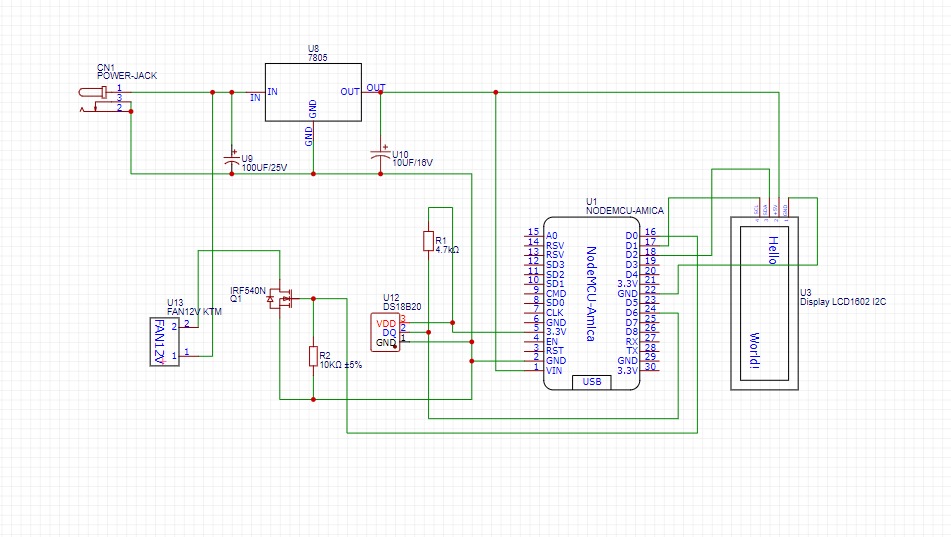 CN1
POWER-JACK
1
3
2
U8
7805
IN
IN
OUT
OUT
GND
GND
U9
100UF/25V
U10
10UF/16V
U1
NODEMCU-AMICA
R1
4.7kΩ
15 A0
14 RSV
13 RSV
12 SD3
11 SD2
10 SD1
9 CMD
8 SD0
7 CLK
6 GND
5 3.3V
4 EN
3 RST
2 GND
1 VIN
NodeMCU-Amica
USB
D0 16
D1 17
D2 18
D3 19
D4 20
3.3V 21
GND 22
D5 23
D6 24
D7 25
D8 26
RX 27
TX 28
GND 29
3.3V 30
SCL
SDA
+5V
GND
4
3
2
1
Hello
World!
U3
Display LCD1602 I2C
IRF540N
Q1
U13
FAN12V KTM
FAN12V
2 2
1 1
R2
10KΩ ±5%
U12
DS18B20
VDD 3
DQ 2
GND 1